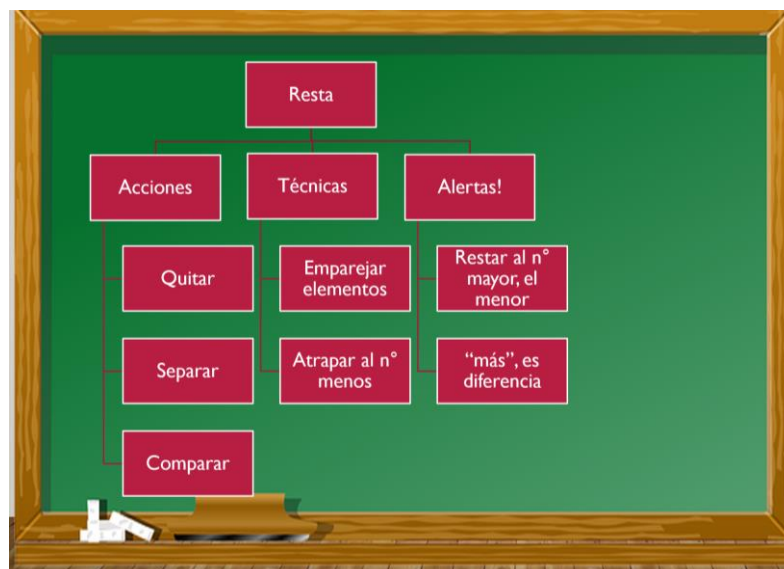 Resta
Acciones
Técnicas
Alertas!
Quitar
Emparejar
elementos
Restar al n°
mayor, el
menor
Separar
Atrapar al n°
menos
“más”, es
diferencia
Comparar